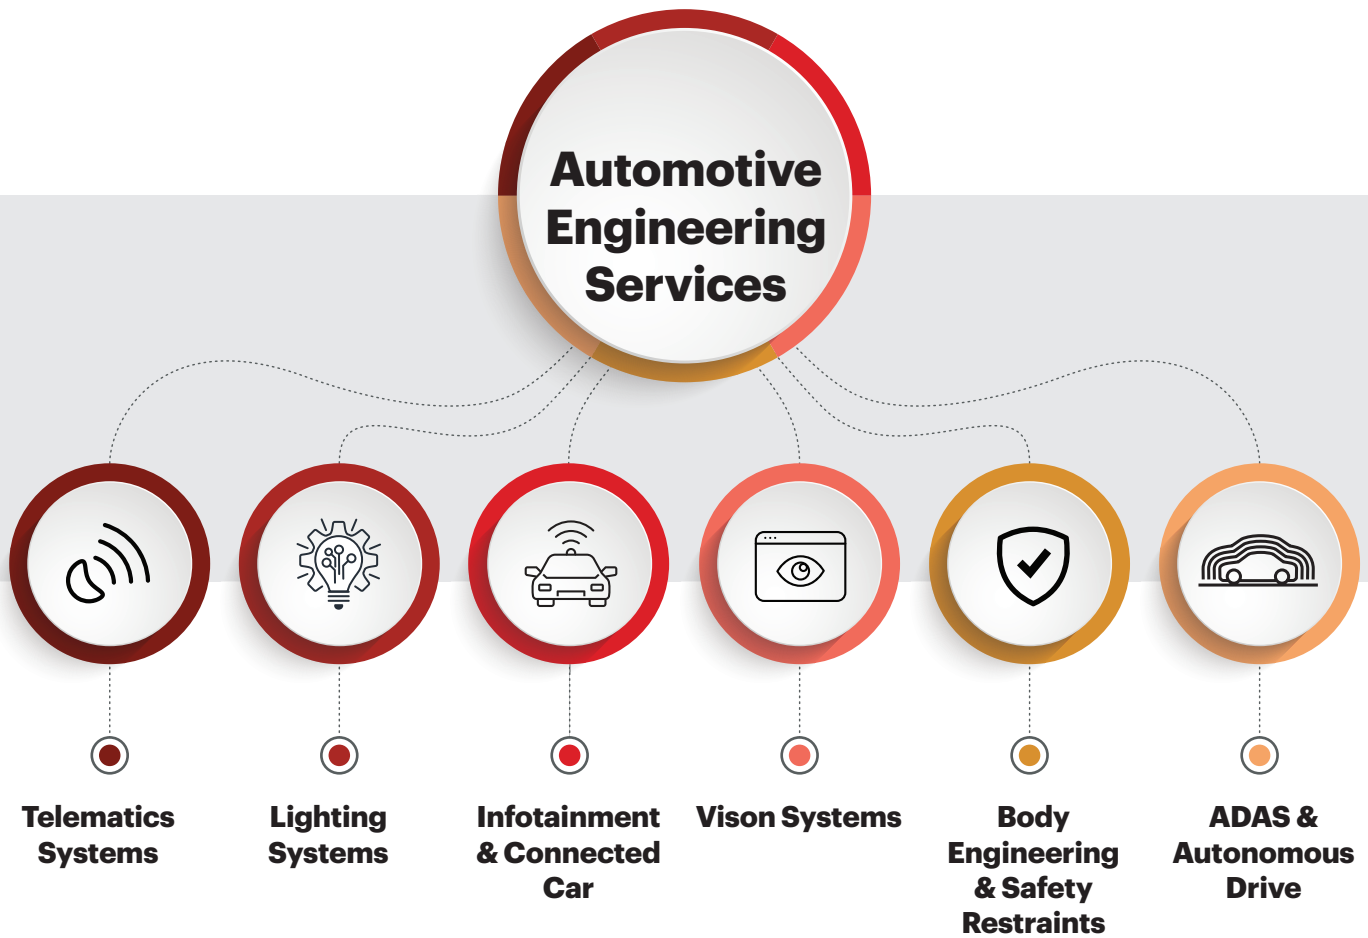 Automotive
Engineering
Services
Telematics
Systems
Lighting
Systems
Infotainment
& Connected
Car
Vison Systems
Body
Engineering
& Safety
Restraints
ADAS &
Autonomous
Drive